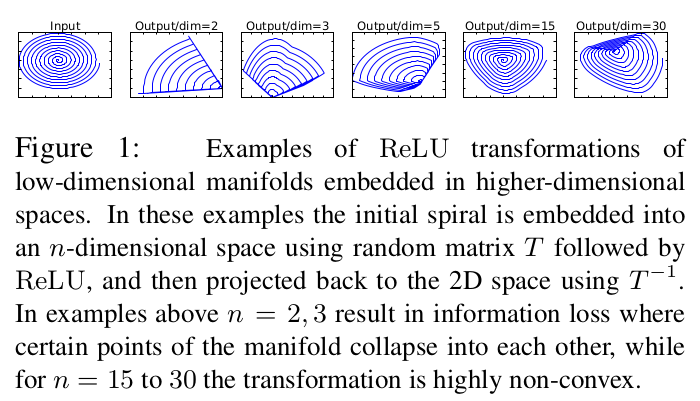 Input Output/dim=2 Output/dim=3 Output/dim=5 Output/dim=15 Output/dim=30
Figure 1: Examples of ReLU transformations of
low-dimensional manifolds embedded in higher-dimensional
spaces. In these examples the initial spiral is embedded into
an n-dimensional space using random matrix T followed by
ReLU, and then projected back to the 2D space using T⁻¹.
In examples above n = 2, 3 result in information loss where
certain points of the manifold collapse into each other, while
for n = 15 to 30 the transformation is highly non-convex.